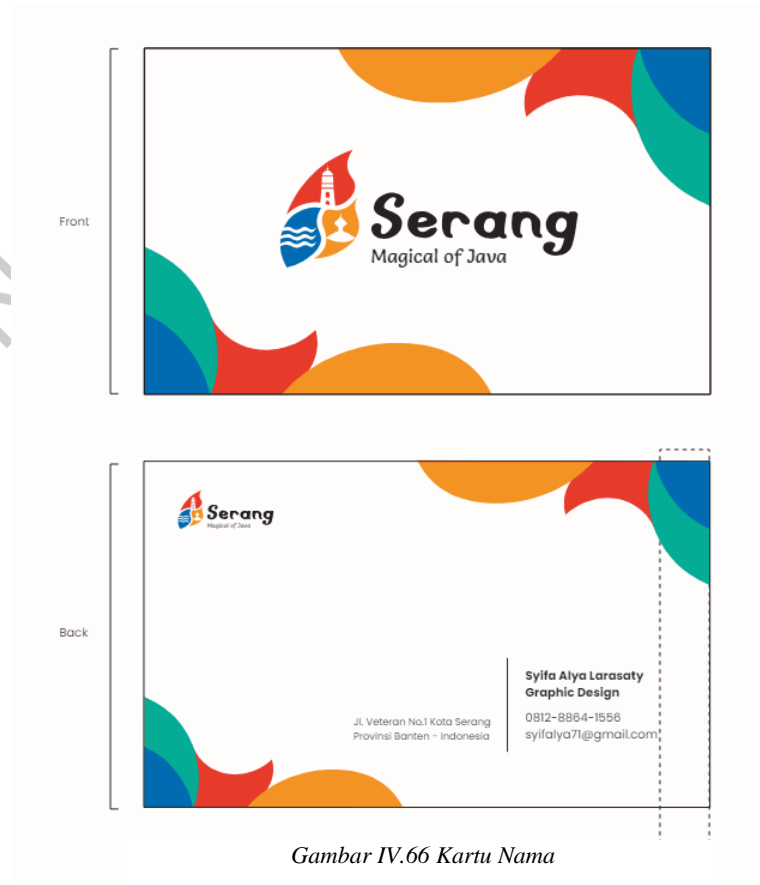 Front
Serang
Magical of Java
Back
Serang
Magical of Java
Jl. Veteran No.1 Kota Serang
Provinsi Banten - Indonesia
Syifa Alya Larasaty
Graphic Design
0812-8864-1556
syifalya71@gmail.com
Gambar IV.66 Kartu Nama